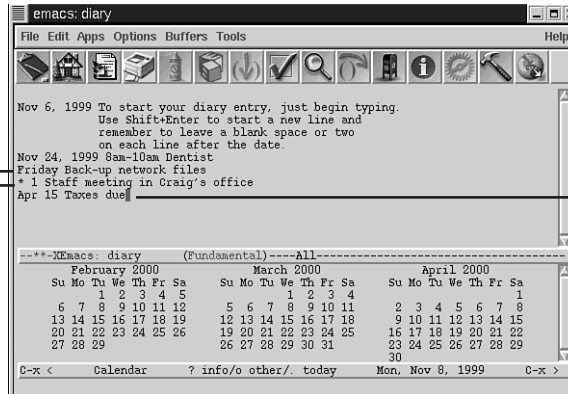 emacs: diary
File Edit Apps Options Buffers Tools Help
Nov 6, 1999 To start your diary entry, just begin typing.
Use Shift+Enter to start a new line and
remember to leave a blank space or two
on each line after the date.
Nov 24, 1999 8am-10am Dentist
Friday Back-up network files
* 1 Staff meeting in Craig's office
Apr 15 Taxes due
--**-XEmacs: diary (Fundamental)----All----------------------------
February 2000 March 2000 April 2000
Su Mo Tu We Th Fr Sa Su Mo Tu We Th Fr Sa Su Mo Tu We Th Fr Sa
1 2 3 4 5 1 2 3 4 1
6 7 8 9 10 11 12 5 6 7 8 9 10 11 2 3 4 5 6 7 8
13 14 15 16 17 18 19 12 13 14 15 16 17 18 9 10 11 12 13 14 15
20 21 22 23 24 25 26 19 20 21 22 23 24 25 16 17 18 19 20 21 22
27 28 29 26 27 28 29 30 31 23 24 25 26 27 28 29
30
C-x < Calendar ? info/o other/. today Mon, Nov 8, 1999 C-x >